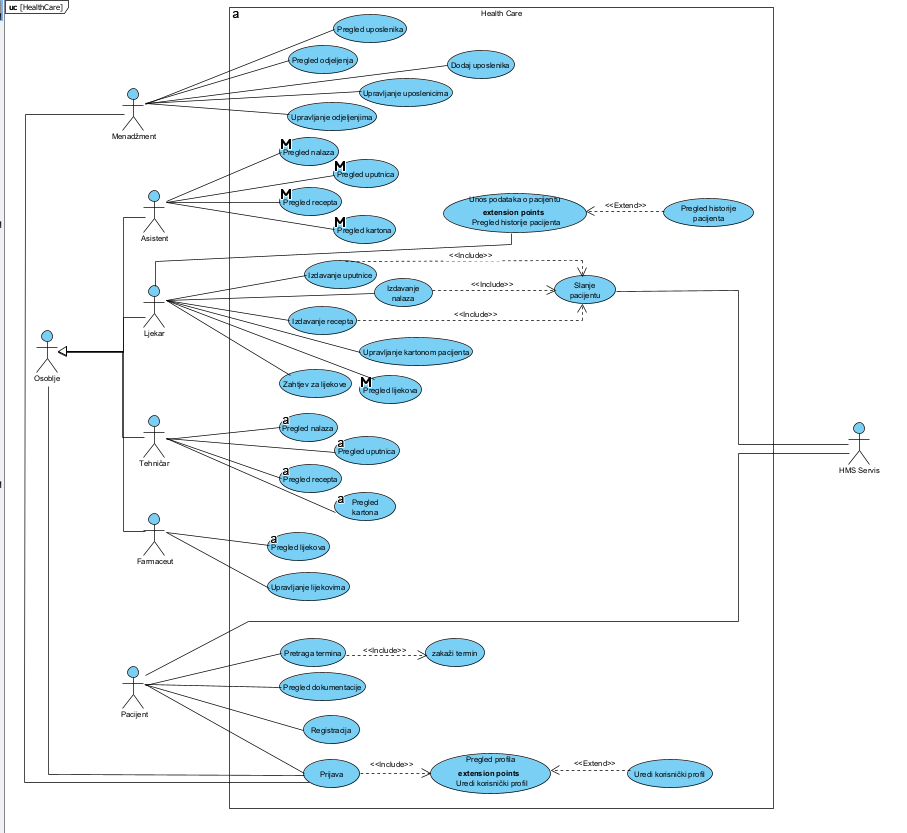 uc [HealthCare]
a
Health Care
Pregled uposlenika
Pregled odjeljenja
Dodaj uposlenika
Upravljanje uposlenicima
Upravljanje odjeljenjima
Menadžment
M
Pregled nalaza
M
Pregled uputnica
M
Pregled recepta
M
Pregled kartona
Asistent
Unos podataka o pacijentu
extension points
Pregled historije pacijenta
<<Extend>>
Pregled historije
pacijenta
<<Include>>
Izdavanje uputnice
Izdavanje
nalaza
<<Include>>
Slanje
pacijentu
Izdavanje recepta
<<Include>>
Ljekar
Upravljanje kartonom pacijenta
Zahtjev za lijekove
M
Pregled lijekova
Osoblje
a
Pregled nalaza
a
Pregled uputnica
a
Pregled recepta
a
Pregled
kartona
Tehničar
HMS Servis
a
Pregled lijekova
Upravljanje lijekovima
Farmaceut
Pretraga termina
<<Include>>
zakaži termin
Pregled dokumentacije
Pacijent
Registracija
Prijava
<<Include>>
Pregled profila
extension points
Uredi korisnički profil
<<Extend>>
Uredi korisnički profil